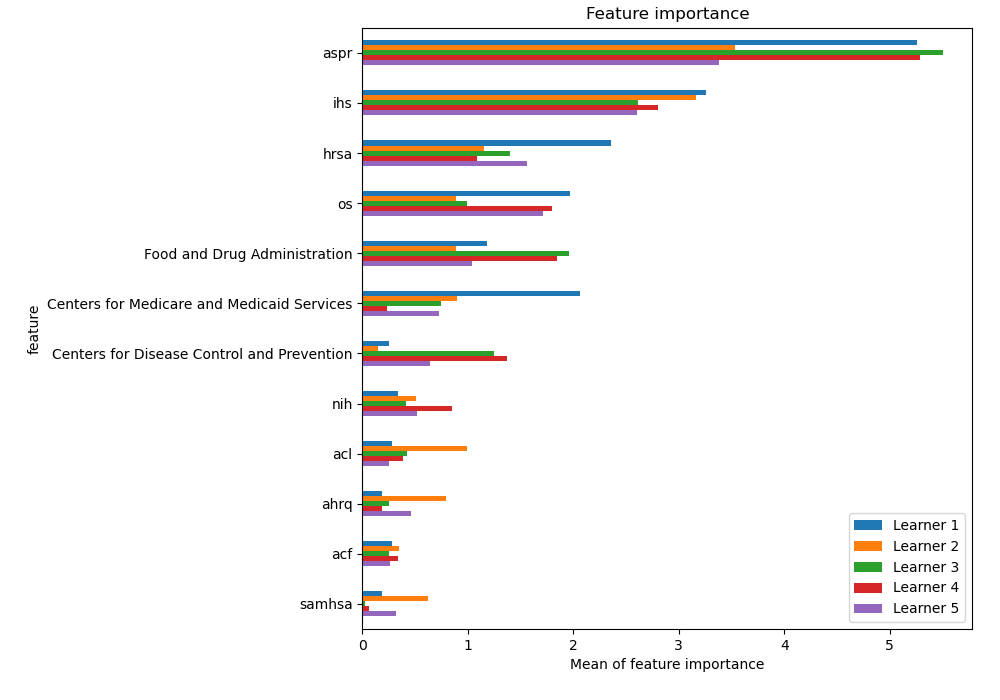 Feature importance
aspr
ihs
hrsa
os
Food and Drug Administration
Centers for Medicare and Medicaid Services
Centers for Disease Control and Prevention
nih
acl
ahrq
acf
samhsa
feature
Learner 1
Learner 2
Learner 3
Learner 4
Learner 5
0 1 2 3 4 5
Mean of feature importance